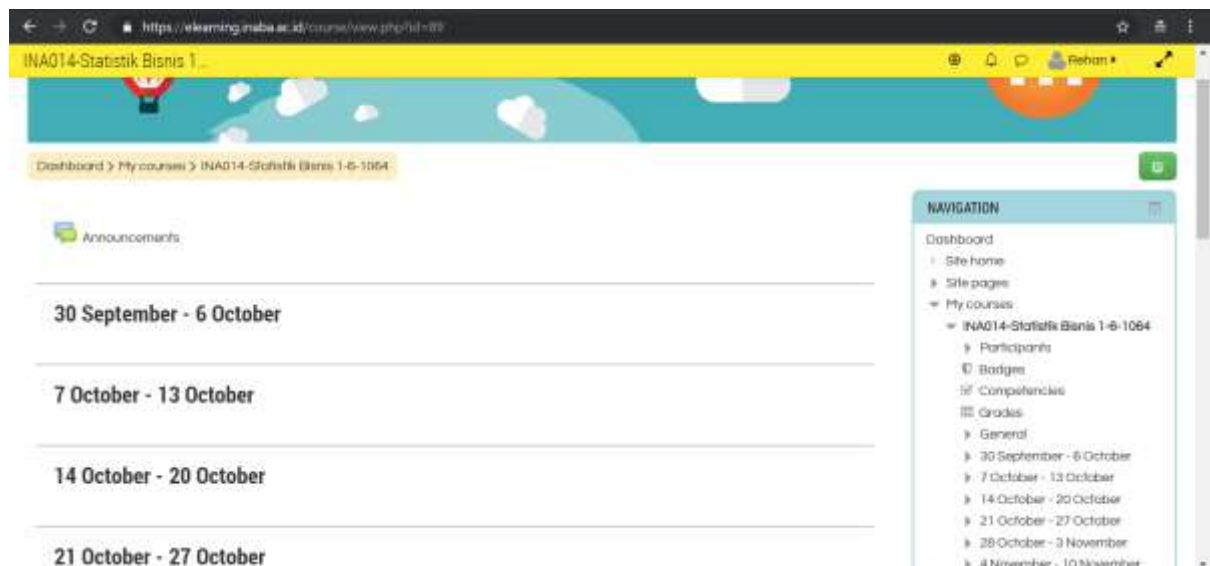 https://elearning.inaba.ac.id/course/view.php?id=89
INA014-Statistik Bisnis 1...
Rehan
Dashboard > My courses > INA014-Statistik Bisnis 1-6-1064
Announcements
30 September - 6 October
7 October - 13 October
14 October - 20 October
21 October - 27 October
NAVIGATION
Dashboard
Site home
Site pages
My courses
INA014-Statistik Bisnis 1-6-1064
Participants
Badges
Competencies
Grades
General
30 September - 6 October
7 October - 13 October
14 October - 20 October
21 October - 27 October
28 October - 3 November
4 November - 10 November